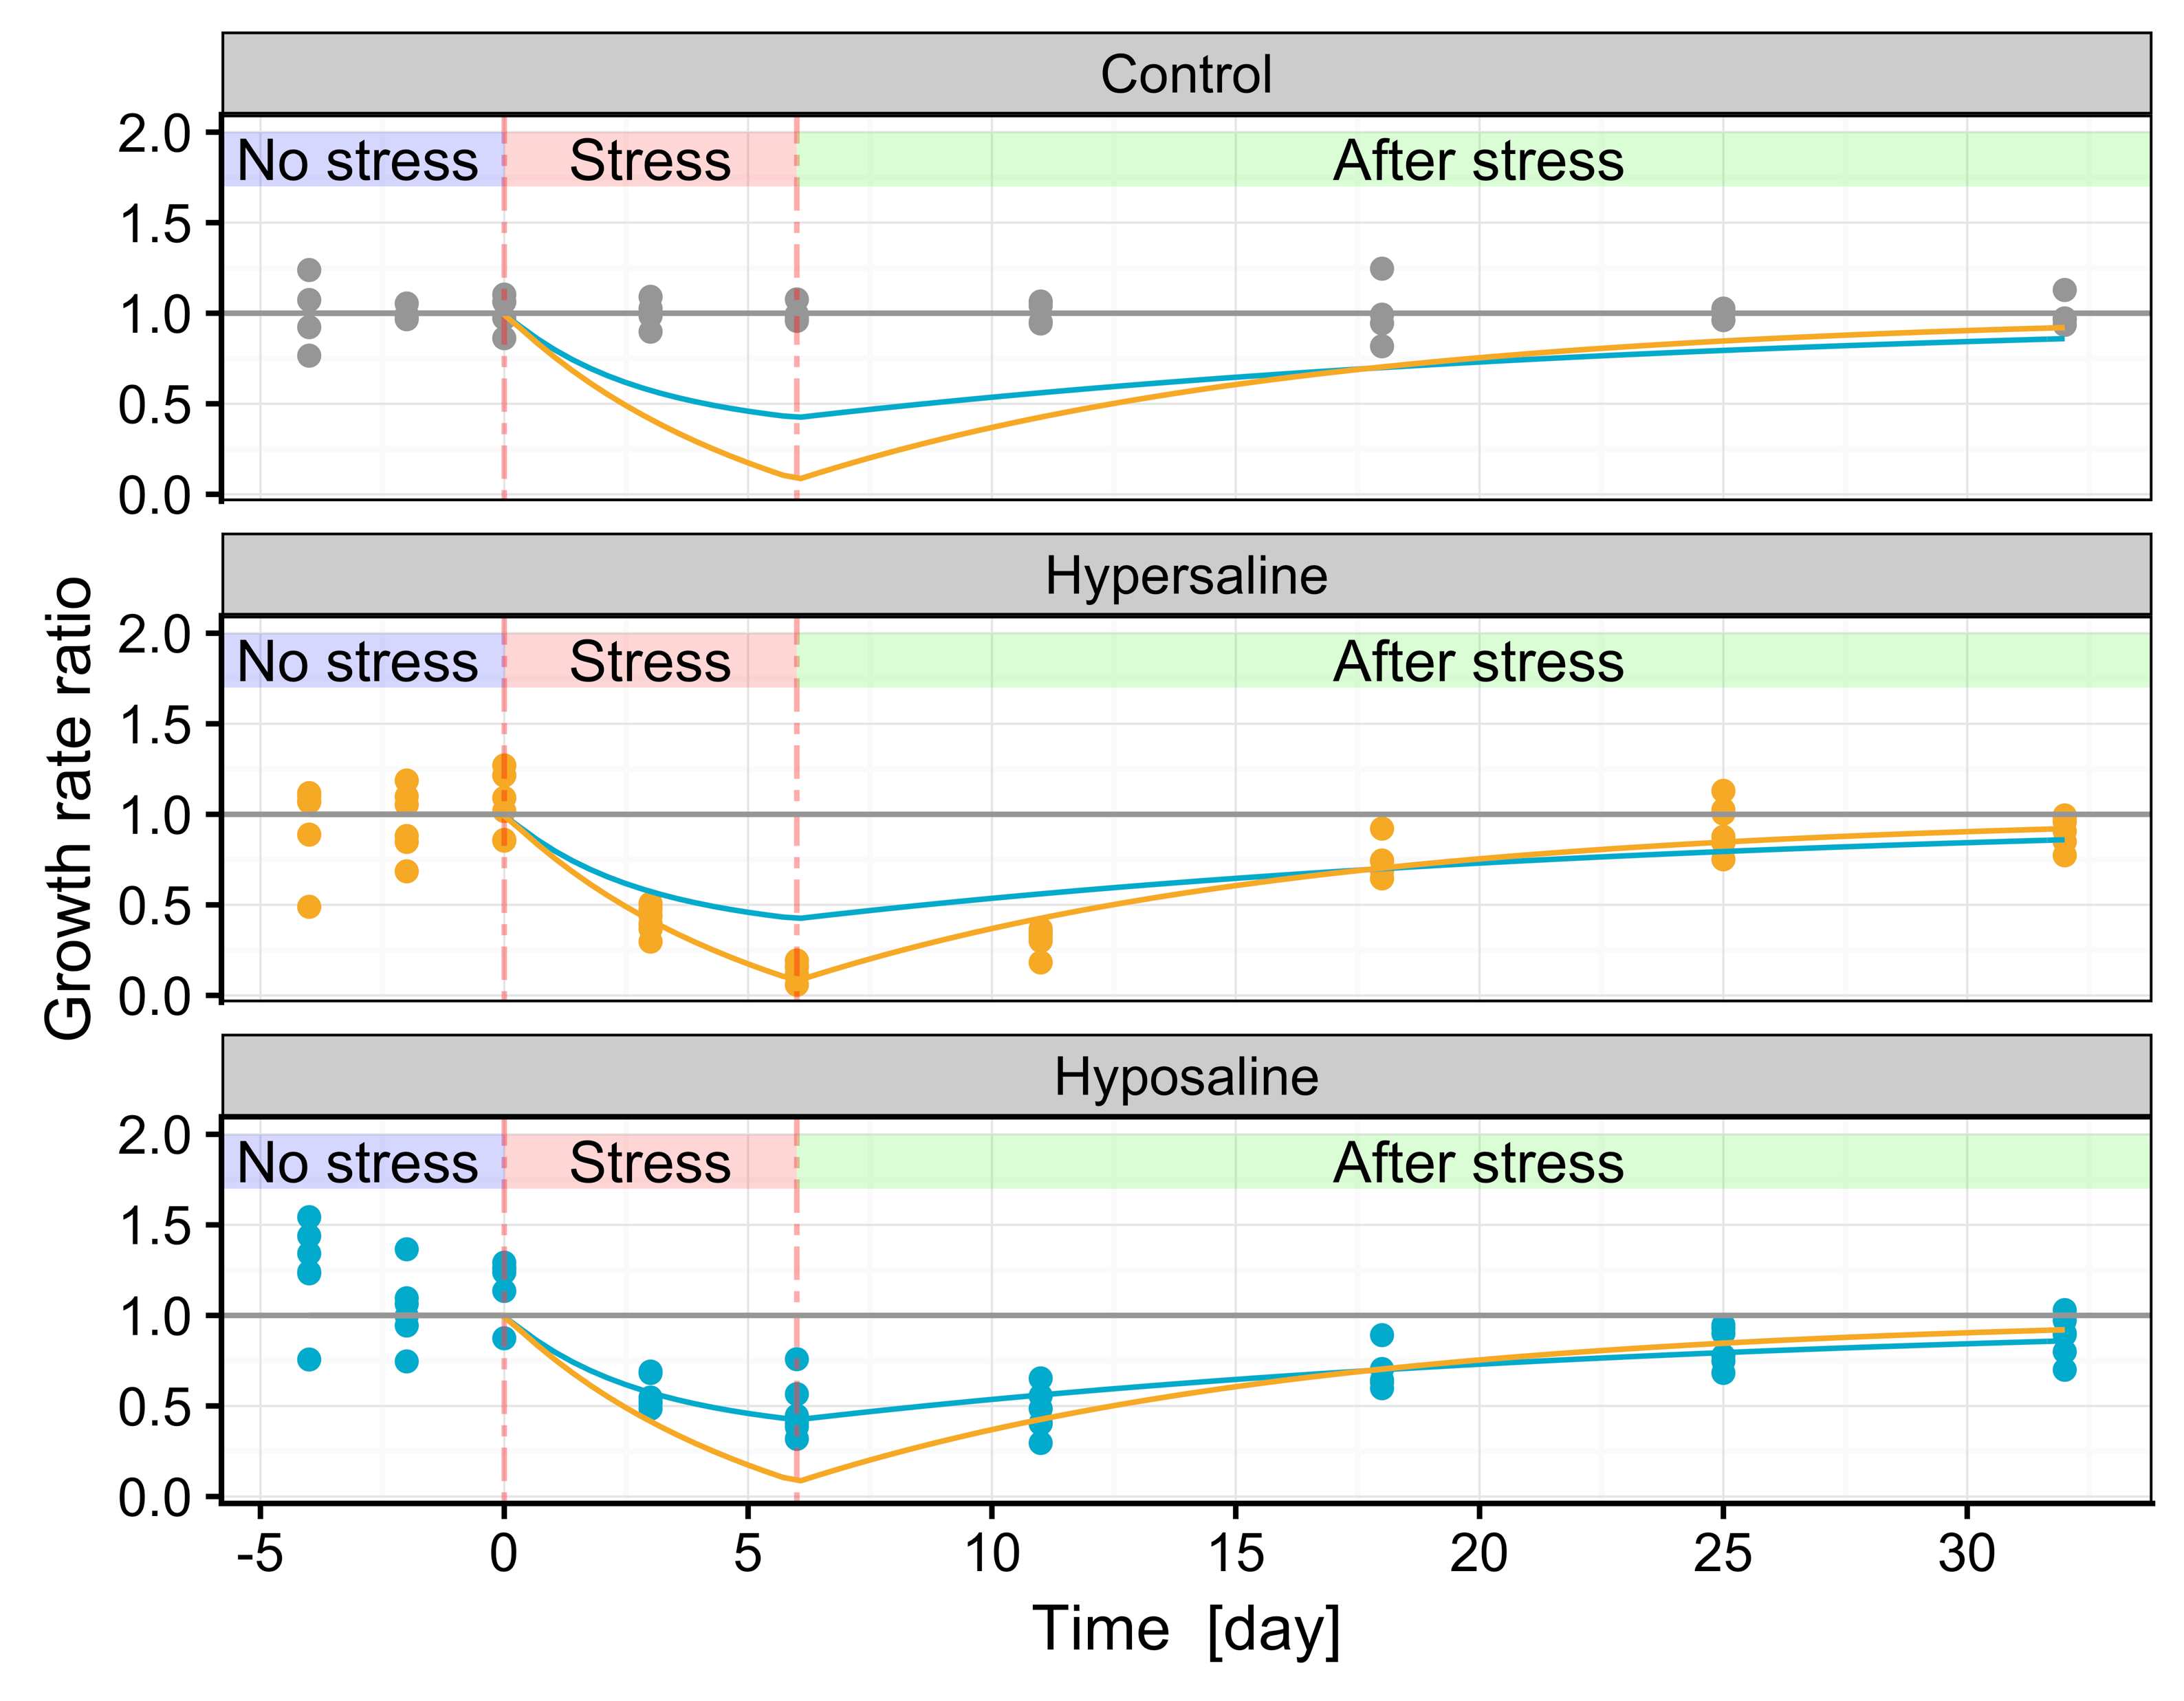 Control
2.0
No stress Stress After stress
1.5
1.0
0.5
0.0
Hypersaline
2.0
No stress Stress After stress
1.5
1.0
0.5
0.0
Growth rate ratio
Hyposaline
2.0
No stress Stress After stress
1.5
1.0
0.5
0.0
-5 0 5 10 15 20 25 30
Time [day]